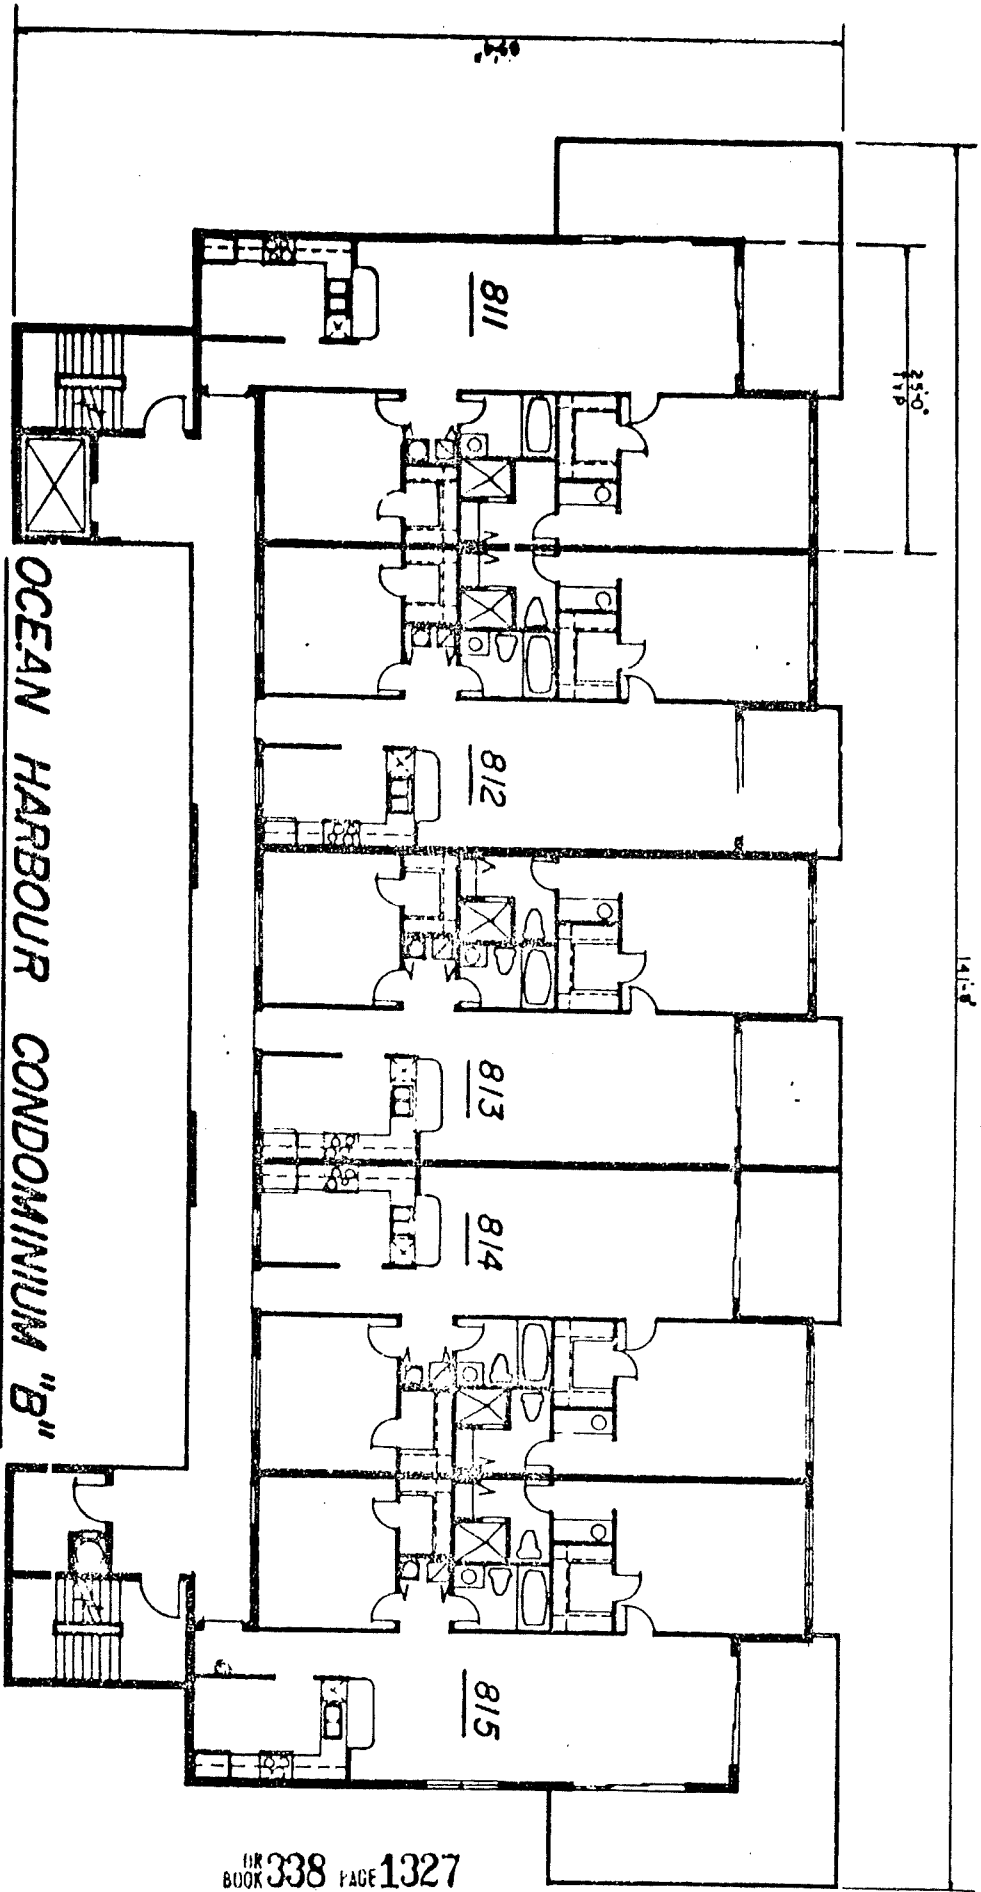 25'-0"
TYP
141'-8"
811
812
813
814
815
OCEAN HARBOUR CONDOMINIUM "B"
OR
BOOK 338 PAGE 1327